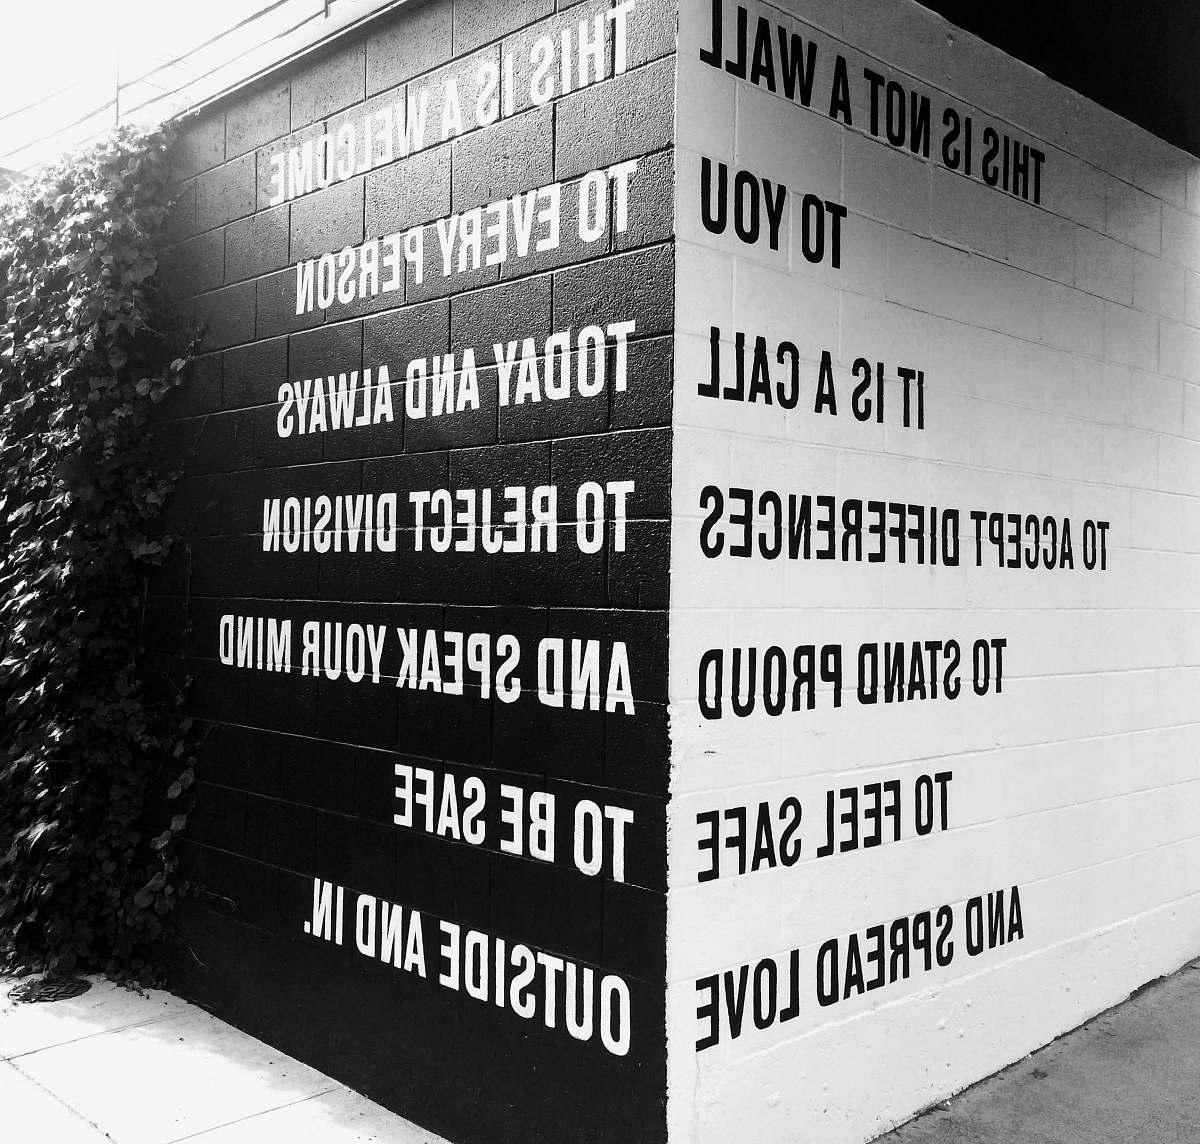 THIS IS NOT A WALL
TO YOU
IT IS A CALL
TO ACCEPT DIFFERENCES
TO STAND PROUD
TO FEEL SAFE
AND SPREAD LOVE
THIS IS A WELCOME
TO EVERY PERSON
TODAY AND ALWAYS
TO REJECT DIVISION
AND SPEAK YOUR MIND
TO BE SAFE
OUTSIDE AND IN.